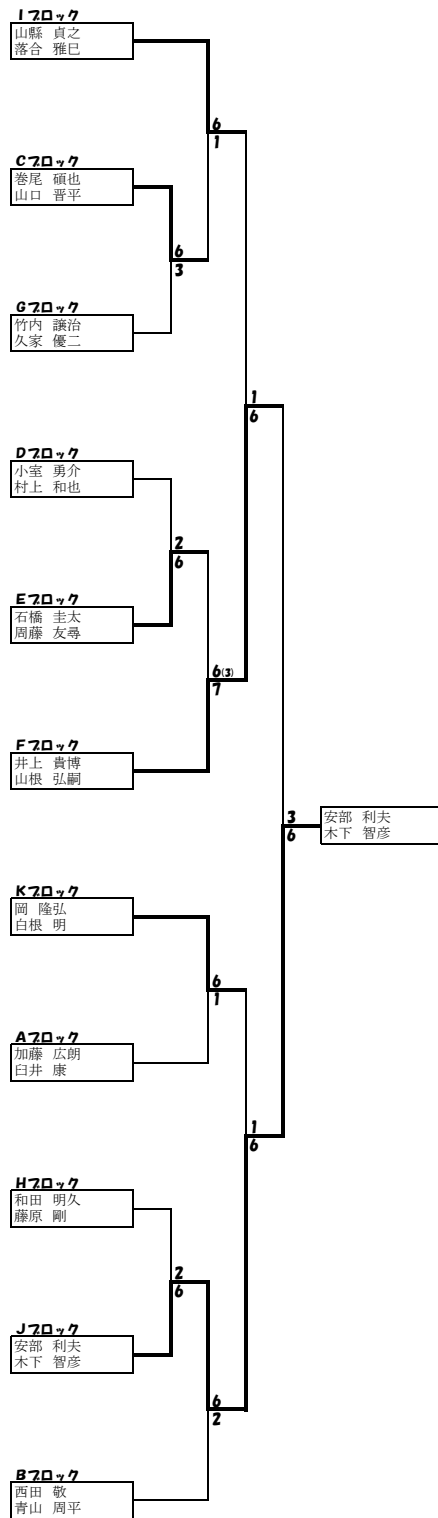 Iブロック
山縣 貞之
落合 雅巳
6
1
Cブロック
巻尾 碩也
山口 晋平
6
3
Gブロック
竹内 譲治
久家 優二
1
6
Dブロック
小室 勇介
村上 和也
2
6
Eブロック
石橋 圭太
周藤 友尋
6(3)
7
Fブロック
井上 貴博
山根 弘嗣
3
6
安部 利夫
木下 智彦
Kブロック
岡 隆弘
白根 明
6
1
Aブロック
加藤 広朗
臼井 康
1
6
Hブロック
和田 明久
藤原 剛
2
6
Jブロック
安部 利夫
木下 智彦
6
2
Bブロック
西田 敬
青山 周平